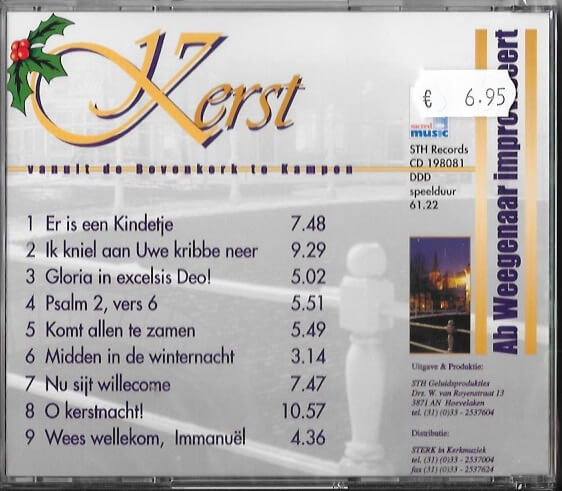 Kerst
vanuit de Bovenkerk te Kampen
1 Er is een Kindetje 7.48
2 Ik kniel aan Uwe kribbe neer 9.29
3 Gloria in excelsis Deo! 5.02
4 Psalm 2, vers 6 5.51
5 Komt allen te zamen 5.49
6 Midden in de winternacht 3.14
7 Nu sijt willecome 7.47
8 O kerstnacht! 10.57
9 Wees wellekom, Immanuël 4.36
€ 6.95
sacred
music
STH Records
CD 198081
DDD
speelduur
61.22
Ab Weegenaar
Uitgave & Produktie:
STH Geluidsprodukties
Drs. W. van Royenstraat 13
3871 AN Hoevelaken
tel. (31) (0)33 - 2537604
Distributie:
STERK in Kerkmuziek
tel. (31) (0)33 - 2537004
fax (31) (0)33 - 2537624